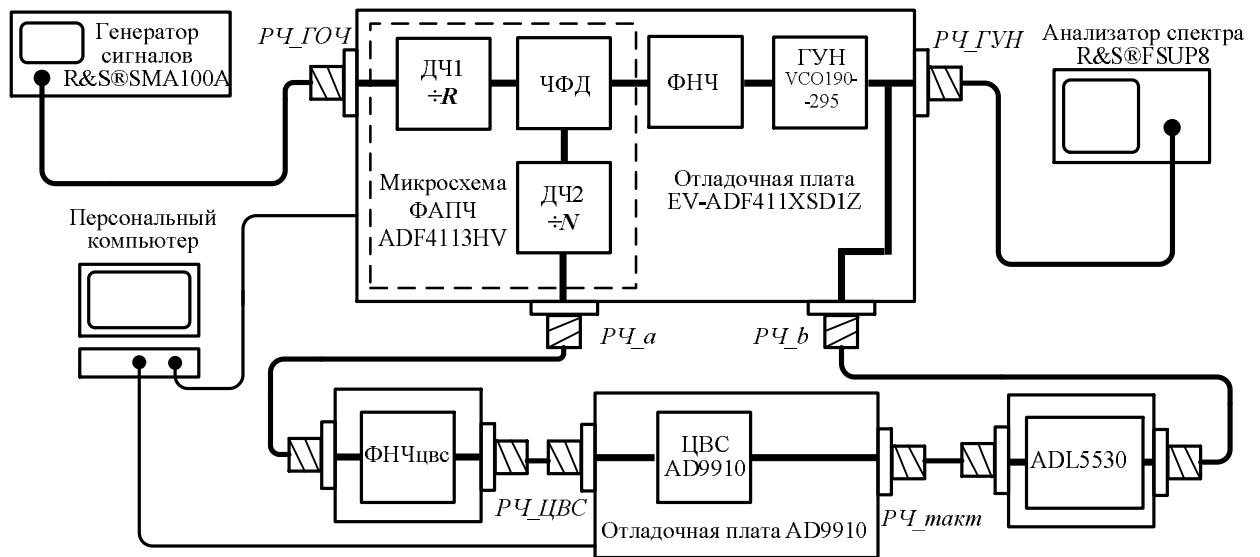 Генератор
сигналов
R&S®SMA100A
РЧ_ГОЧ
ДЧ1
÷R
ЧФД
ФНЧ
ГУН
VCO190-
-295
РЧ_ГУН
Анализатор спектра
R&S®FSUP8
Микросхема
ФАПЧ
ADF4113HV
ДЧ2
÷N
Отладочная плата
EV-ADF411XSD1Z
Персональный
компьютер
РЧ_a
РЧ_b
ФНЧцвс
РЧ_ЦВС
ЦВС
AD9910
Отладочная плата AD9910
РЧ_такт
ADL5530